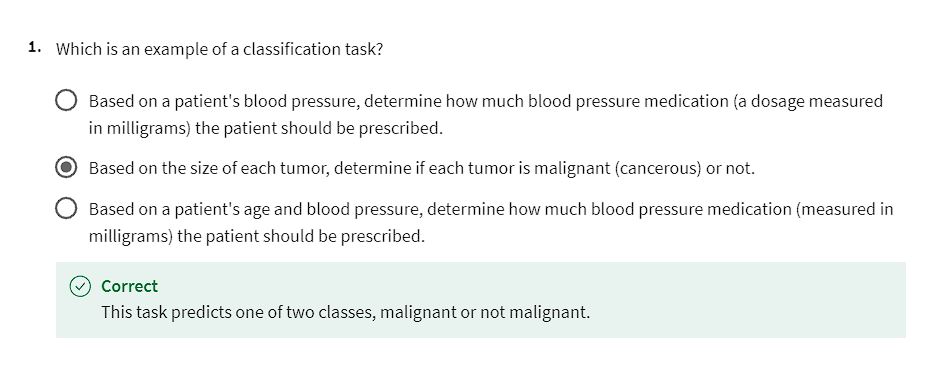 1. Which is an example of a classification task?
Based on a patient's blood pressure, determine how much blood pressure medication (a dosage measured
in milligrams) the patient should be prescribed.
Based on the size of each tumor, determine if each tumor is malignant (cancerous) or not.
Based on a patient's age and blood pressure, determine how much blood pressure medication (measured in
milligrams) the patient should be prescribed.
Correct
This task predicts one of two classes, malignant or not malignant.